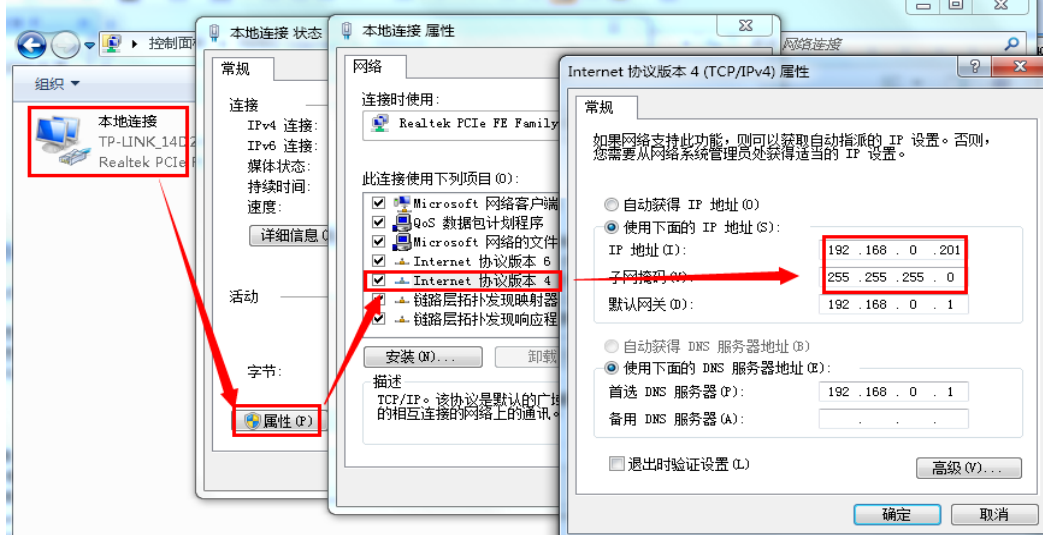 控制面
网络连接
组织
本地连接
TP-LINK_14D2
Realtek PCIe F
本地连接 状态
常规
连接
IPv4 连接:
IPv6 连接:
媒体状态:
持续时间:
速度:
详细信息
活动
字节:
属性(P)
本地连接 属性
网络
连接时使用:
Realtek PCIe FE Family
此连接使用下列项目(O):
Microsoft 网络客户端
QoS 数据包计划程序
Microsoft 网络的文件
Internet 协议版本 6
Internet 协议版本 4
链路层拓扑发现映射器
链路层拓扑发现响应程
安装(N)...
卸载
描述
TCP/IP。该协议是默认的广域
的相互连接的网络上的通讯。
Internet 协议版本 4 (TCP/IPv4) 属性
常规
如果网络支持此功能，则可以获取自动指派的 IP 设置。否则，
您需要从网络系统管理员处获得适当的 IP 设置。
自动获得 IP 地址(O)
使用下面的 IP 地址(S):
IP 地址(I):
192 .168 . 0 .201
子网掩码(U):
255 .255 .255 . 0
默认网关(D):
192 .168 . 0 . 1
自动获得 DNS 服务器地址(B)
使用下面的 DNS 服务器地址(E):
首选 DNS 服务器(P):
192 .168 . 0 . 1
备用 DNS 服务器(A):
退出时验证设置(L)
高级(V)...
确定
取消